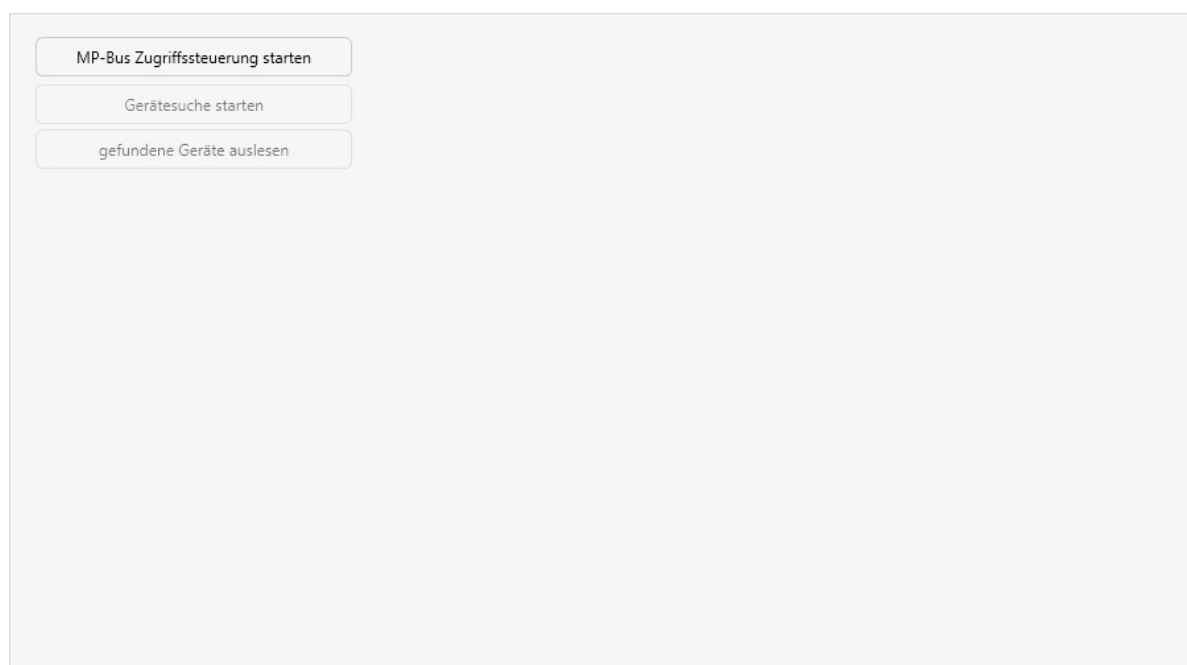 MP-Bus Zugriffssteuerung starten
Gerätesuche starten
gefundene Geräte auslesen